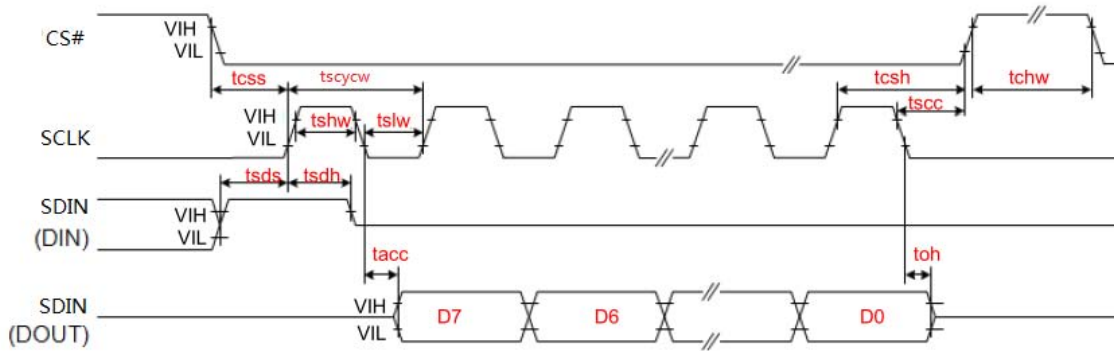 CS#
VIH
VIL
tcss
tscycw
tcsh
tchw
tscc
SCLK
VIH
VIL
tshw
tslw
tsds
tsdh
SDIN
(DIN)
VIH
VIL
tacc
toh
SDIN
(DOUT)
VIH
VIL
D7
D6
D0